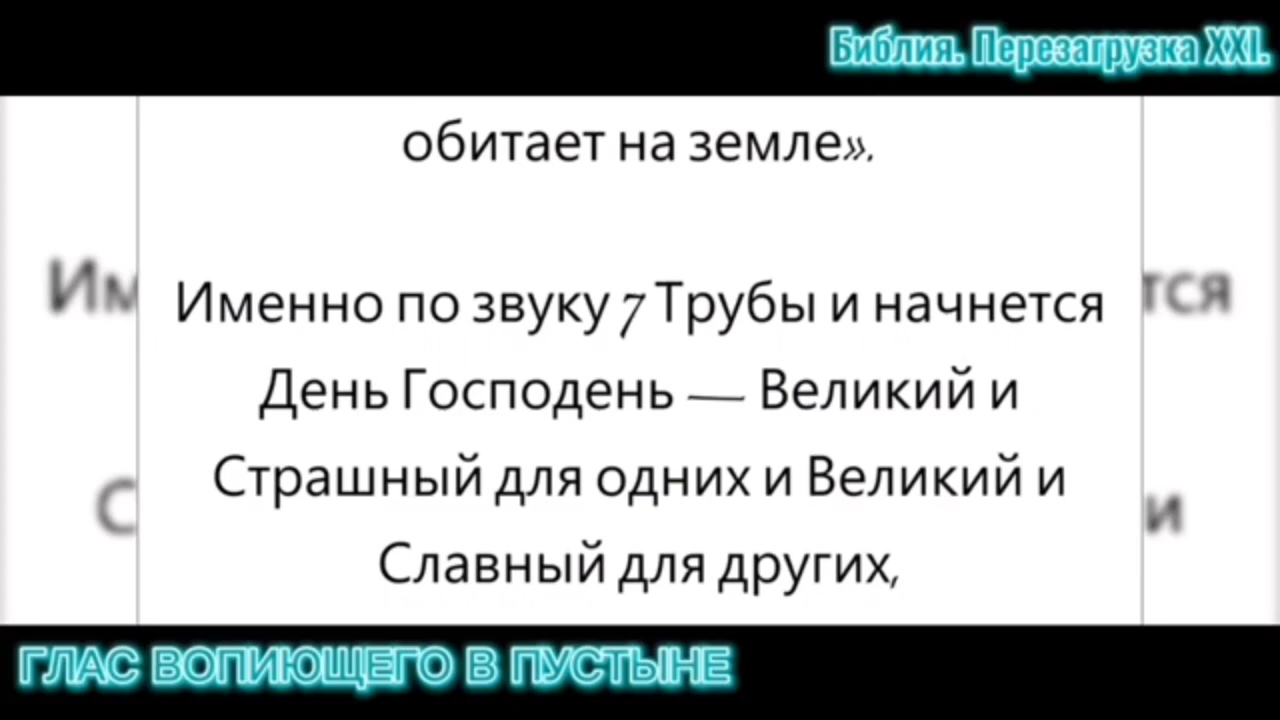 Библия. Перезагрузка XXI.
обитает на земле».
Именно по звуку 7 Трубы и начнется
День Господень — Великий и
Страшный для одних и Великий и
Славный для других,
ГЛАС ВОПИЮЩЕГО В ПУСТЫНЕ